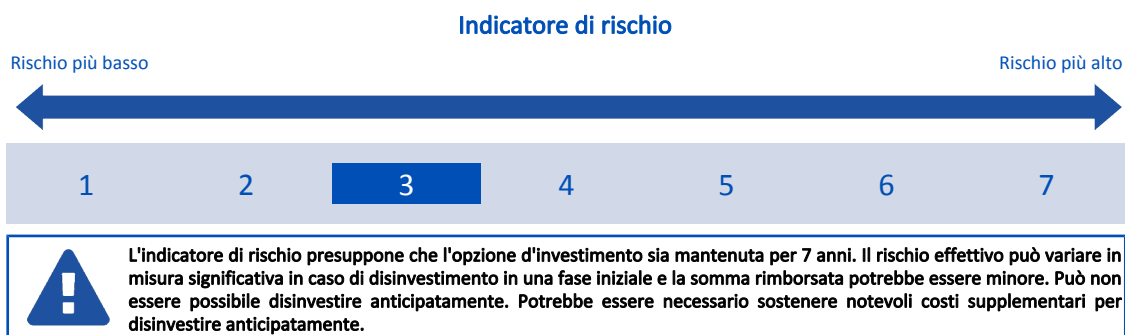 Indicatore di rischio
Rischio più basso
Rischio più alto
1 2 3 4 5 6 7
L'indicatore di rischio presuppone che l'opzione d'investimento sia mantenuta per 7 anni. Il rischio effettivo può variare in
misura significativa in caso di disinvestimento in una fase iniziale e la somma rimborsata potrebbe essere minore. Può non
essere possibile disinvestire anticipatamente. Potrebbe essere necessario sostenere notevoli costi supplementari per
disinvestire anticipatamente.